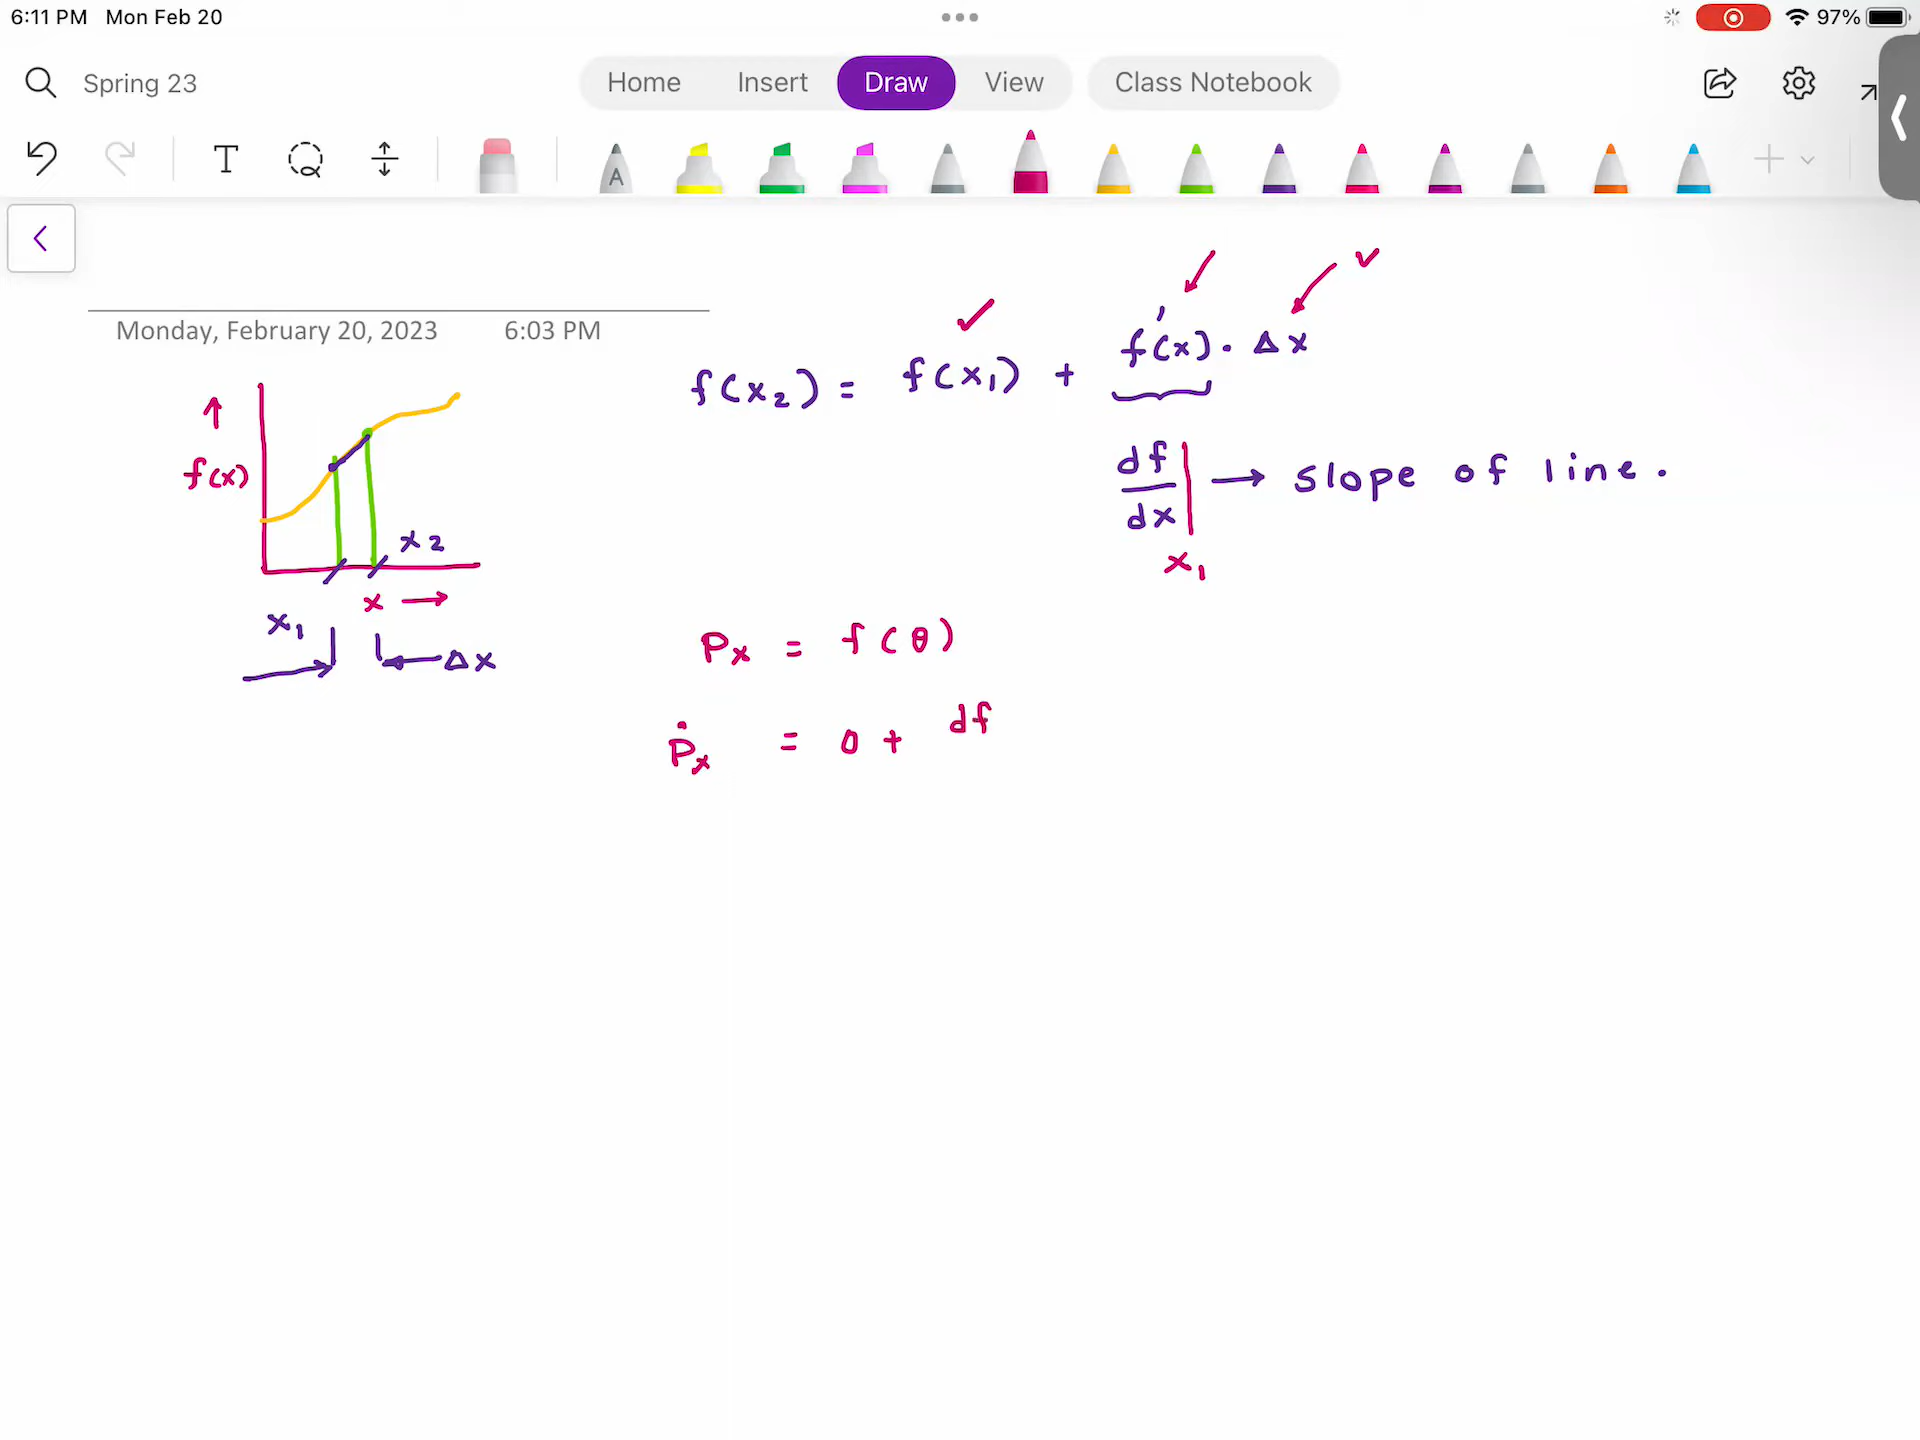 6:11 PM Mon Feb 20
97%
Spring 23
Home Insert Draw View Class Notebook
T
A
Monday, February 20, 2023 6:03 PM
f(x₂) = f(x₁) + f'(x) · Δx
f(x)
df/dx | x₁ → slope of line.
x₂
x →
x₁
Δx
Px = f(θ)
Ṗx = 0 + df